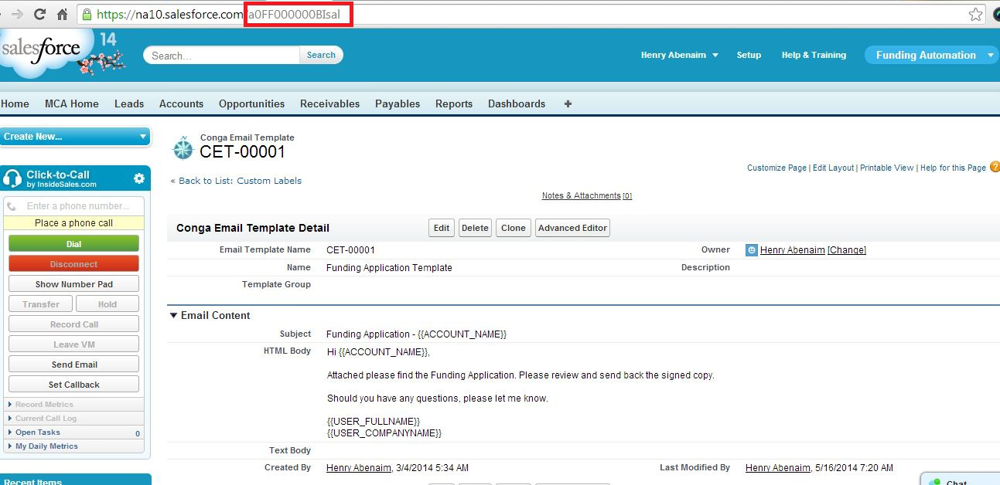 https://na10.salesforce.com/a0FF000000BIsal
salesforce 14
Search... Search
Henry Abenaim Setup Help & Training Funding Automation
Home MCA Home Leads Accounts Opportunities Receivables Payables Reports Dashboards +
Create New...
Conga Email Template
CET-00001
Customize Page | Edit Layout | Printable View | Help for this Page ?
« Back to List: Custom Labels
Notes & Attachments [0]
Click-to-Call
by InsideSales.com
Enter a phone number...
Place a phone call
Dial
Disconnect
Show Number Pad
Transfer Hold
Record Call
Leave VM
Send Email
Set Callback
Record Metrics
Current Call Log
Open Tasks 0
My Daily Metrics
Recent Items
Conga Email Template Detail Edit Delete Clone Advanced Editor
Email Template Name CET-00001 Owner Henry Abenaim [Change]
Name Funding Application Template Description
Template Group
Email Content
Subject Funding Application - {{ACCOUNT_NAME}}
HTML Body Hi {{ACCOUNT_NAME}},
Attached please find the Funding Application. Please review and send back the signed copy.
Should you have any questions, please let me know.
{{USER_FULLNAME}}
{{USER_COMPANYNAME}}
Text Body
Created By Henry Abenaim, 3/4/2014 5:34 AM Last Modified By Henry Abenaim, 5/16/2014 7:20 AM
Chat